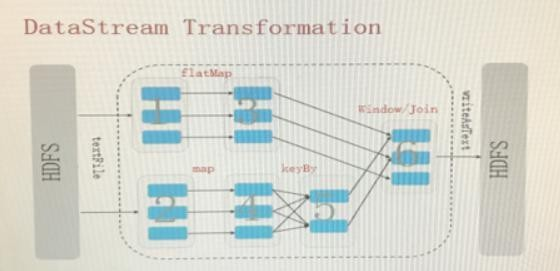 DataStream Transformation
flatMap
1
3
Window/Join
HDFS
textFile
6
writeAsText
HDFS
map
keyBy
2
4
5